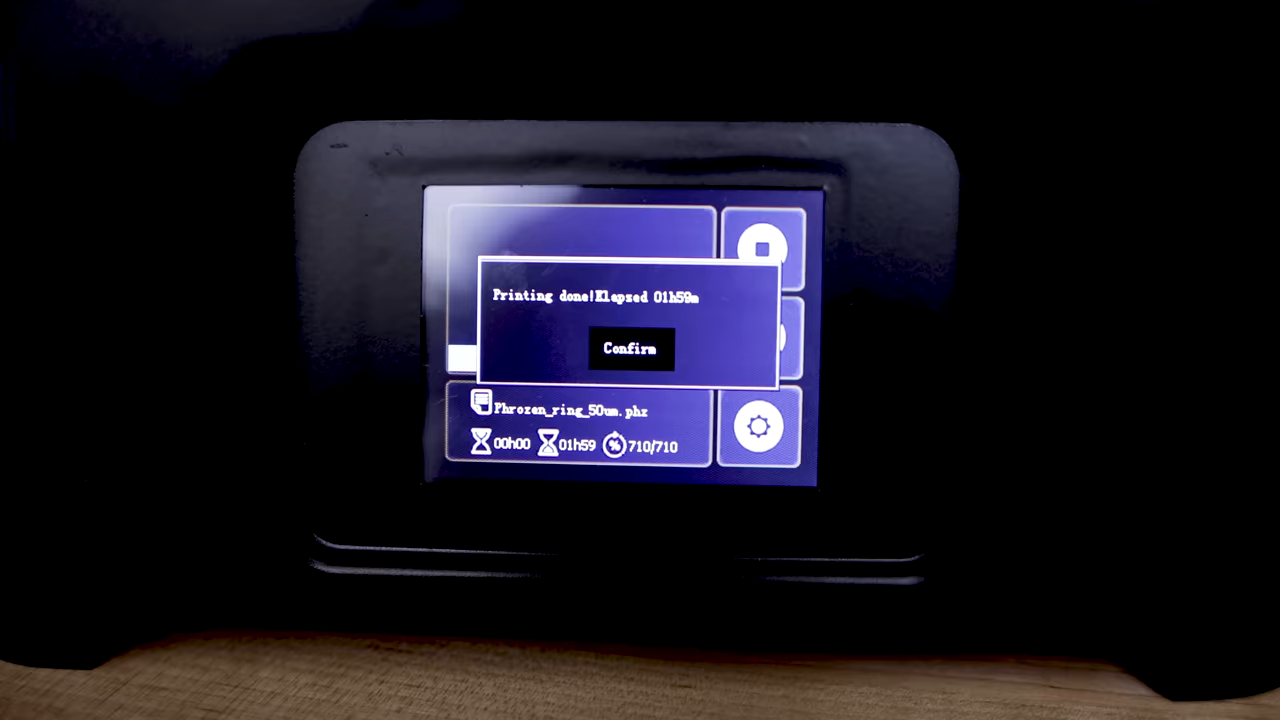 Printing done!Elapsed 01h59m
Confirm
Phrozen_ring_50um.phz
00h00 01h59 % 710/710